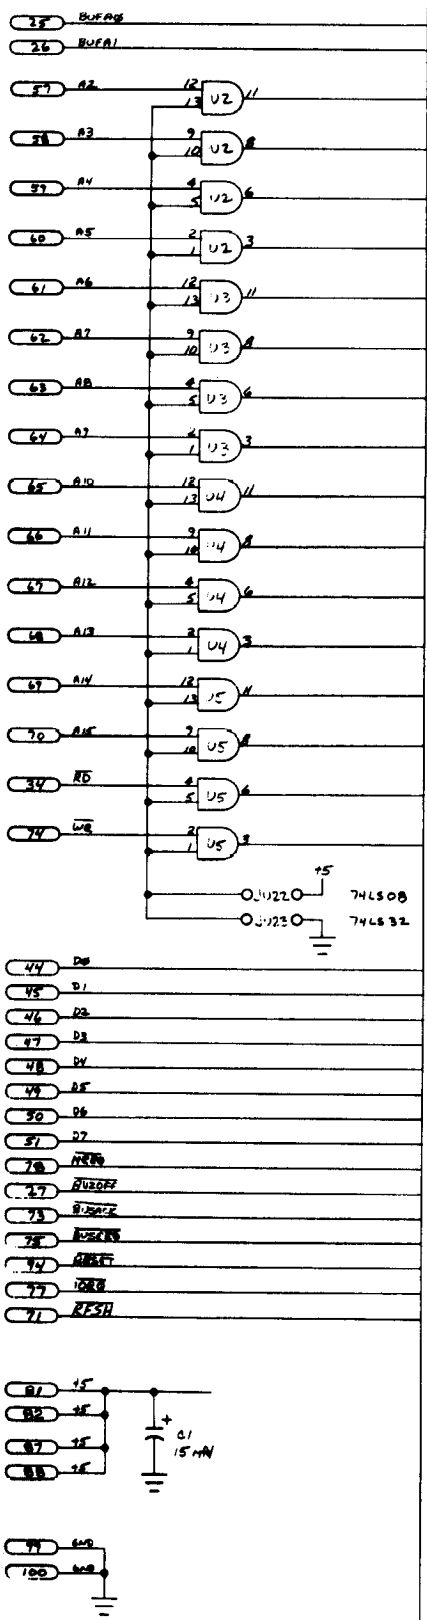 25 BUFA0
26 BUFA1
57 A2 12 13 U2 11
58 A3 9 10 U2 8
59 A4 4 5 U2 6
60 A5 2 1 U2 3
61 A6 12 13 U3 11
62 A7 9 10 U3 8
63 A8 4 5 U3 6
64 A9 2 1 U3 3
65 A10 12 13 U4 11
66 A11 9 10 U4 8
67 A12 4 5 U4 6
68 A13 2 1 U4 3
69 A14 12 13 U5 11
70 A15 9 10 U5 8
34 RD 4 5 U5 6
74 WR 2 1 U5 3
+5
JU22 74LS08
JU23 74LS32
44 D0
45 D1
46 D2
47 D3
48 D4
49 D5
50 D6
51 D7
78 MREQ
27
73 BUSACK
75 BUSREQ
94 RESET
77 IORQ
71 RFSH
81 +5
82 +5
87 +5
88 +5
+ C1
15
99 GND
100 GND